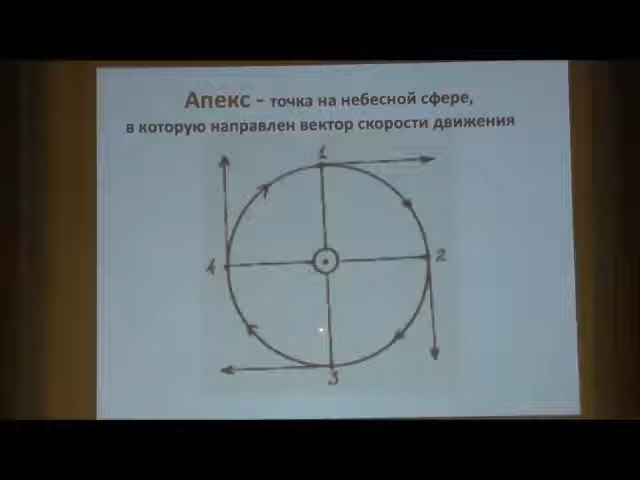 Апекс - точка на небесной сфере,
в которую направлен вектор скорости движения
1
4
2
3